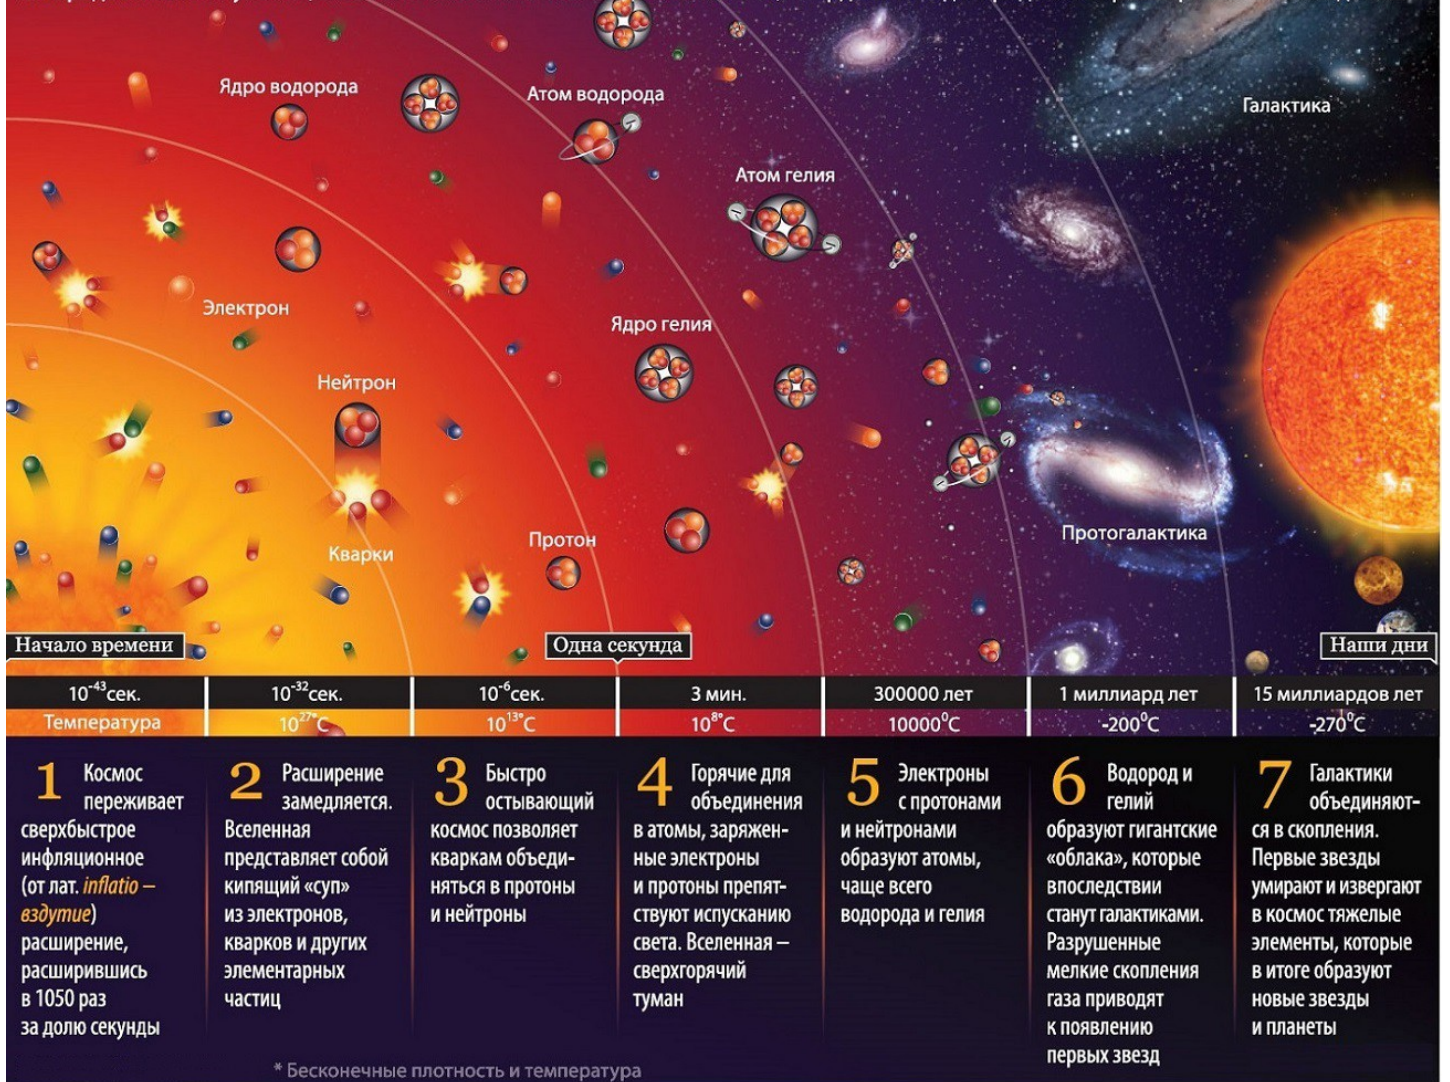 Галактика
Ядро водорода
Атом водорода
Атом гелия
Электрон
Ядро гелия
Нейтрон
Протогалактика
Протон
Кварки
Начало времени
Одна секунда
Наши дни
10⁻⁴³сек.
10⁻³²сек.
10⁻⁶сек.
3 мин.
300000 лет
1 миллиард лет
15 миллиардов лет
Температура
10²⁷°C
10¹³°C
10⁸°C
10000⁰C
-200⁰C
-270⁰C
1 Космос
переживает
сверхбыстрое
инфляционное
(от лат. inflatio –
вздутие)
расширение,
расширившись
в 1050 раз
за долю секунды
2 Расширение
замедляется.
Вселенная
представляет собой
кипящий «суп»
из электронов,
кварков и других
элементарных
частиц
3 Быстро
остывающий
космос позволяет
кваркам объеди-
няться в протоны
и нейтроны
4 Горячие для
объединения
в атомы, заряжен-
ные электроны
и протоны препят-
ствуют испусканию
света. Вселенная –
сверхгорячий
туман
5 Электроны
с протонами
и нейтронами
образуют атомы,
чаще всего
водорода и гелия
6 Водород и
гелий
образуют гигантские
«облака», которые
впоследствии
станут галактиками.
Разрушенные
мелкие скопления
газа приводят
к появлению
первых звезд
7 Галактики
объединяют-
ся в скопления.
Первые звезды
умирают и извергают
в космос тяжелые
элементы, которые
в итоге образуют
новые звезды
и планеты
* Бесконечные плотность и температура